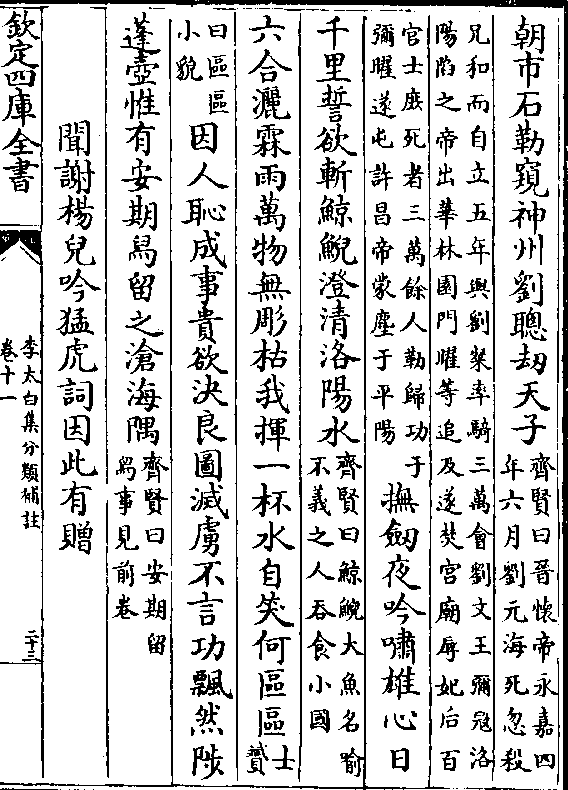 朝市石勒窺神州劉聰刼天子齊賢曰晉懷帝永嘉四
年六月劉元海死忽殺
兄和而自立五年與劉粲率騎三萬會劉文王彌冦洛
陽陷之帝出華林園門曜等追及遂焚宮廟辱妃后百
官士庻死者三萬餘人勒歸功于
彌曜遂屯許昌帝蒙塵于平陽
撫劔夜吟嘯雄心日
千里誓欲斬鯨鯢澄清洛陽水齊賢曰鯨鯢大魚名喻
不義之人吞食小國
六合灑霖雨萬物無彫枯我揮一杯水自笑何區區士
贇
曰區區
小貌
因人恥成事貴欲決良圖滅虜不言功飄然陟
蓬壺惟有安期舄留之滄海隅齊賢曰安期留
舄事見前卷
聞謝楊兒吟猛虎詞因此有贈
欽定四庫全書
李太白集分類補註
卷十一
二十三